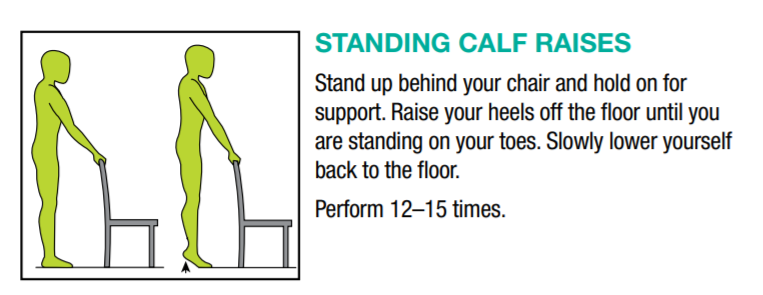 STANDING CALF RAISES
Stand up behind your chair and hold on for
support. Raise your heels off the floor until you
are standing on your toes. Slowly lower yourself
back to the floor.
Perform 12–15 times.